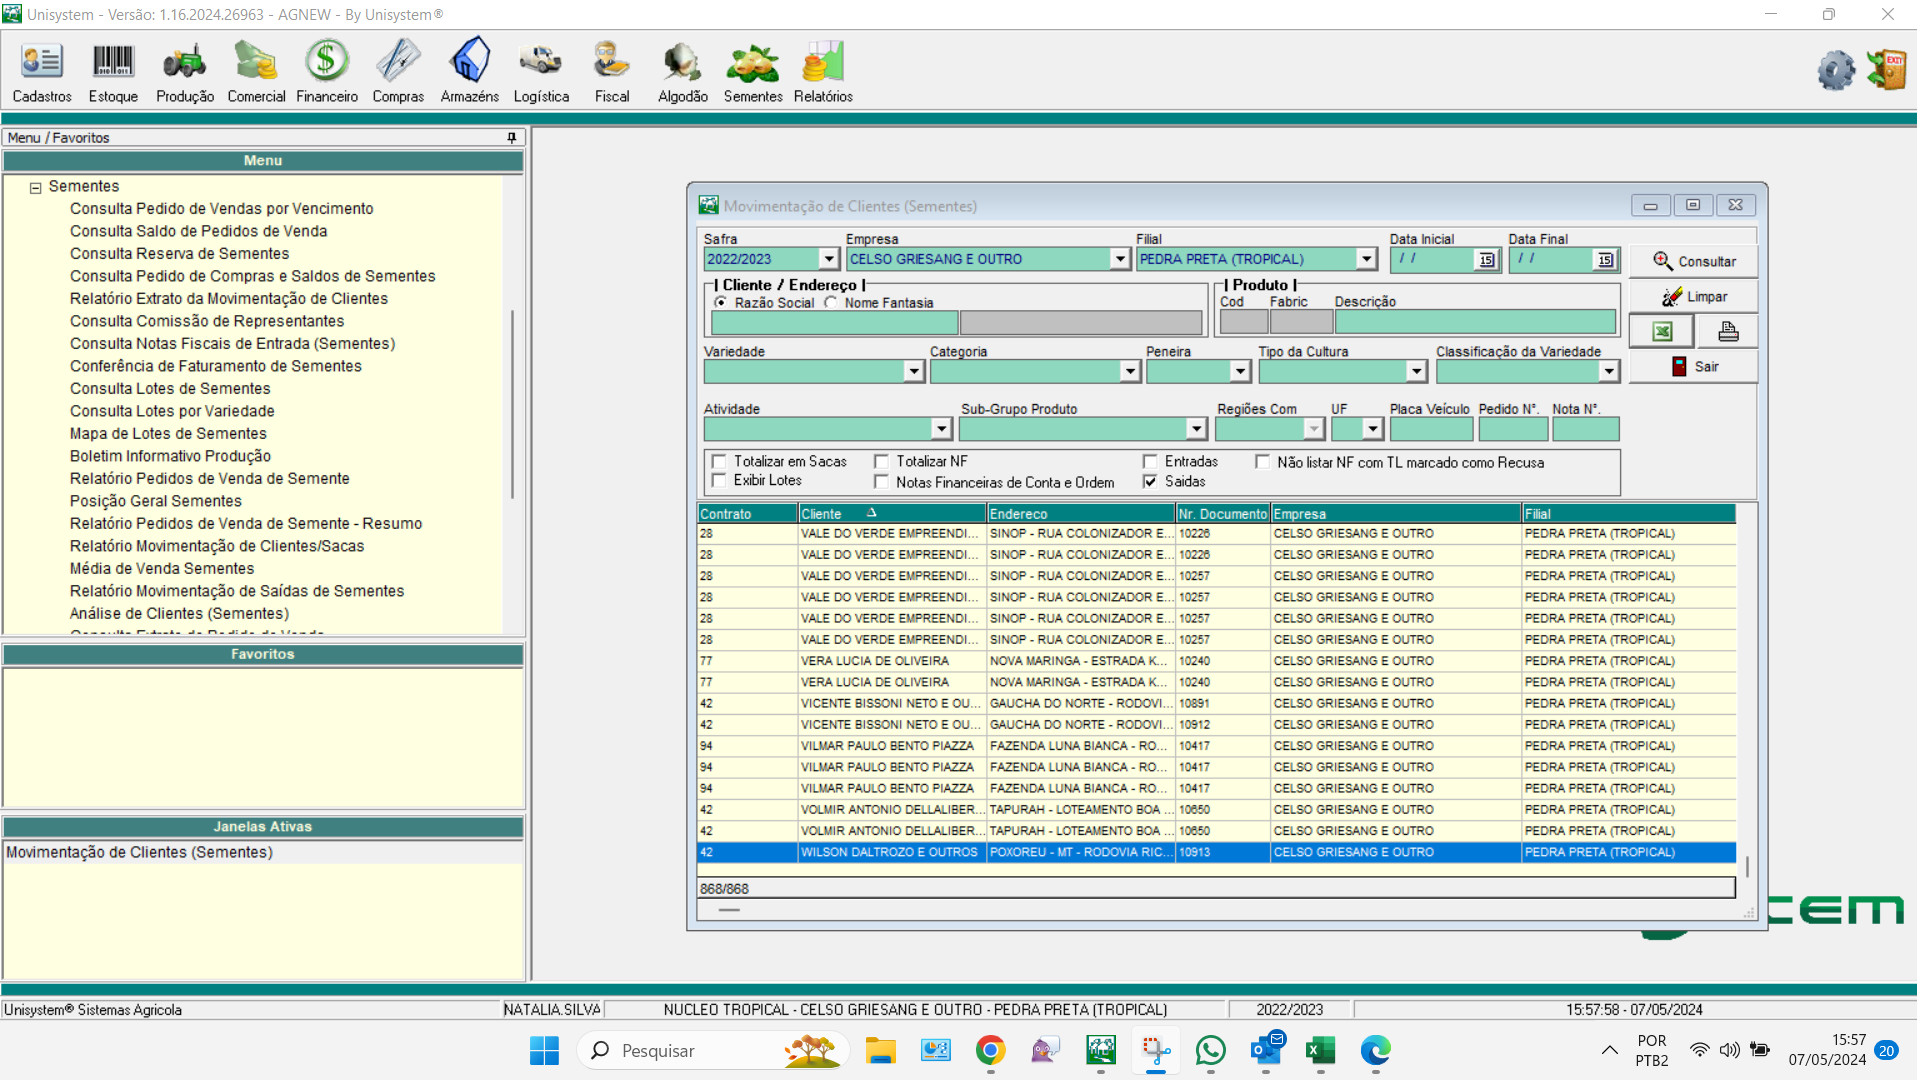 Unisystem - Versão: 1.16.2024.26963 - AGNEW - By Unisystem®
Cadastros Estoque Produção Comercial Financeiro Compras Armazéns Logística Fiscal Algodão Sementes Relatórios
EXIT
Menu / Favoritos
Menu
Sementes
Consulta Pedido de Vendas por Vencimento
Consulta Saldo de Pedidos de Venda
Consulta Reserva de Sementes
Consulta Pedido de Compras e Saldos de Sementes
Relatório Extrato da Movimentação de Clientes
Consulta Comissão de Representantes
Consulta Notas Fiscais de Entrada (Sementes)
Conferência de Faturamento de Sementes
Consulta Lotes de Sementes
Consulta Lotes por Variedade
Mapa de Lotes de Sementes
Boletim Informativo Produção
Relatório Pedidos de Venda de Semente
Posição Geral Sementes
Relatório Pedidos de Venda de Semente - Resumo
Relatório Movimentação de Clientes/Sacas
Média de Venda Sementes
Relatório Movimentação de Saídas de Sementes
Análise de Clientes (Sementes)
Favoritos
Janelas Ativas
Movimentação de Clientes (Sementes)
Movimentação de Clientes (Sementes)
Safra Empresa Filial Data Inicial Data Final
2022/2023 CELSO GRIESANG E OUTRO PEDRA PRETA (TROPICAL) / / 15 / / 15
Consultar
| Cliente / Endereço | | Produto |
Razão Social Nome Fantasia Cod Fabric Descrição
Limpar
Variedade Categoria Peneira Tipo da Cultura Classificação da Variedade
Sair
Atividade Sub-Grupo Produto Regiões Com UF Placa Veículo Pedido N°. Nota N°.
Totalizar em Sacas Totalizar NF Entradas Não listar NF com TL marcado como Recusa
Exibir Lotes Notas Financeiras de Conta e Ordem Saidas
Contrato Cliente Endereco Nr. Documento Empresa Filial
28 VALE DO VERDE EMPREENDI... SINOP - RUA COLONIZADOR E... 10226 CELSO GRIESANG E OUTRO PEDRA PRETA (TROPICAL)
28 VALE DO VERDE EMPREENDI... SINOP - RUA COLONIZADOR E... 10226 CELSO GRIESANG E OUTRO PEDRA PRETA (TROPICAL)
28 VALE DO VERDE EMPREENDI... SINOP - RUA COLONIZADOR E... 10257 CELSO GRIESANG E OUTRO PEDRA PRETA (TROPICAL)
28 VALE DO VERDE EMPREENDI... SINOP - RUA COLONIZADOR E... 10257 CELSO GRIESANG E OUTRO PEDRA PRETA (TROPICAL)
28 VALE DO VERDE EMPREENDI... SINOP - RUA COLONIZADOR E... 10257 CELSO GRIESANG E OUTRO PEDRA PRETA (TROPICAL)
28 VALE DO VERDE EMPREENDI... SINOP - RUA COLONIZADOR E... 10257 CELSO GRIESANG E OUTRO PEDRA PRETA (TROPICAL)
77 VERA LUCIA DE OLIVEIRA NOVA MARINGA - ESTRADA K... 10240 CELSO GRIESANG E OUTRO PEDRA PRETA (TROPICAL)
77 VERA LUCIA DE OLIVEIRA NOVA MARINGA - ESTRADA K... 10240 CELSO GRIESANG E OUTRO PEDRA PRETA (TROPICAL)
42 VICENTE BISSONI NETO E OU... GAUCHA DO NORTE - RODOVI... 10891 CELSO GRIESANG E OUTRO PEDRA PRETA (TROPICAL)
42 VICENTE BISSONI NETO E OU... GAUCHA DO NORTE - RODOVI... 10912 CELSO GRIESANG E OUTRO PEDRA PRETA (TROPICAL)
94 VILMAR PAULO BENTO PIAZZA FAZENDA LUNA BIANCA - RO... 10417 CELSO GRIESANG E OUTRO PEDRA PRETA (TROPICAL)
94 VILMAR PAULO BENTO PIAZZA FAZENDA LUNA BIANCA - RO... 10417 CELSO GRIESANG E OUTRO PEDRA PRETA (TROPICAL)
94 VILMAR PAULO BENTO PIAZZA FAZENDA LUNA BIANCA - RO... 10417 CELSO GRIESANG E OUTRO PEDRA PRETA (TROPICAL)
42 VOLMIR ANTONIO DELLALIBER... TAPURAH - LOTEAMENTO BOA ... 10650 CELSO GRIESANG E OUTRO PEDRA PRETA (TROPICAL)
42 VOLMIR ANTONIO DELLALIBER... TAPURAH - LOTEAMENTO BOA ... 10650 CELSO GRIESANG E OUTRO PEDRA PRETA (TROPICAL)
42 WILSON DALTROZO E OUTROS POXOREU - MT - RODOVIA RIC... 10913 CELSO GRIESANG E OUTRO PEDRA PRETA (TROPICAL)
868/868
Unisystem® Sistemas Agricola NATALIA.SILVA NUCLEO TROPICAL - CELSO GRIESANG E OUTRO - PEDRA PRETA (TROPICAL) 2022/2023 15:57:58 - 07/05/2024
Pesquisar
POR
PTB2
15:57
07/05/2024
20